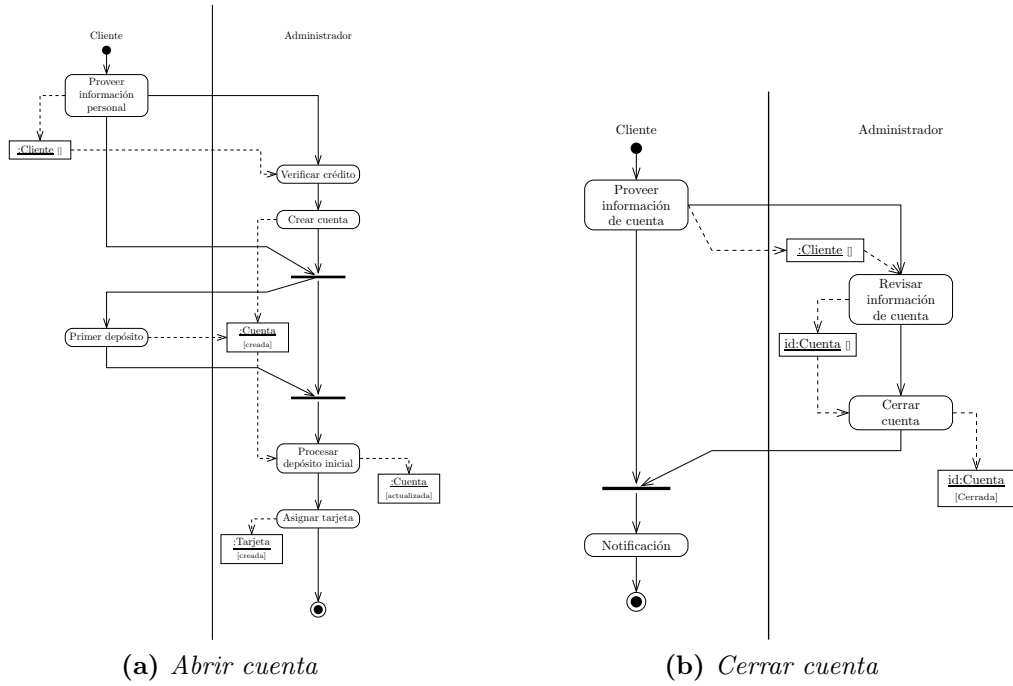 Cliente
Administrador
Proveer
información
personal
:Cliente []
Verificar crédito
Crear cuenta
Primer depósito
:Cuenta
[creada]
Procesar
depósito inicial
:Cuenta
[actualizada]
Asignar tarjeta
:Tarjeta
[creada]
(a) Abrir cuenta
Cliente
Administrador
Proveer
información
de cuenta
:Cliente []
Revisar
información
de cuenta
id:Cuenta []
Cerrar
cuenta
id:Cuenta
[Cerrada]
Notificación
(b) Cerrar cuenta